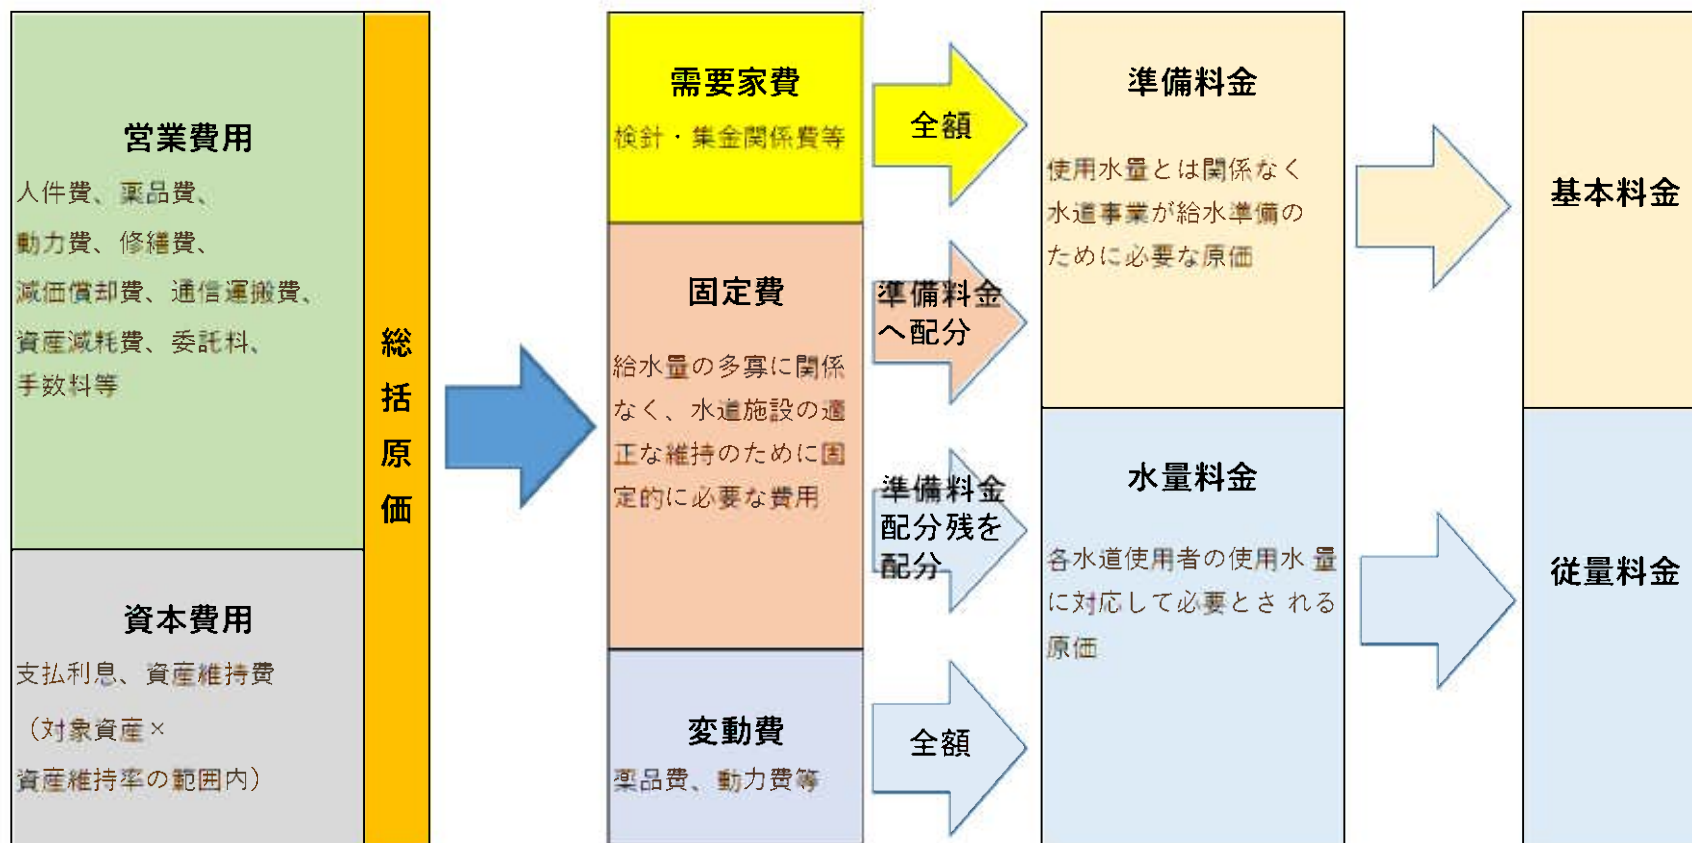 営業費用
人件費、薬品費、
動力費、修繕費、
減価償却費、通信運搬費、
資産減耗費、委託料、
手数料等
資本費用
支払利息、資産維持費
（対象資産×
資産維持率の範囲内）
総
括
原
価
需要家費
検針・集金関係費等
固定費
給水量の多寡に関係
なく、水道施設の適
正な維持のために固
定的に必要な費用
変動費
薬品費、動力費等
全額
準備料金
へ配分
準備料金
配分残を
配分
全額
準備料金
使用水量とは関係なく
水道事業が給水準備の
ために必要な原価
水量料金
各水道使用者の使用水 量
に対応して必要とさ れる
原価
基本料金
従量料金